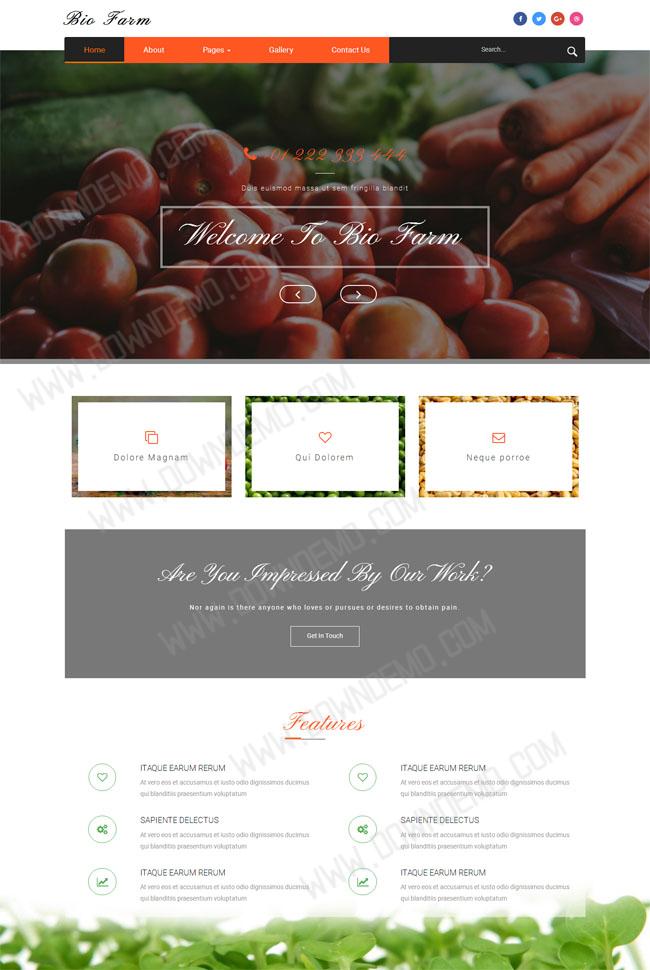 Bio Farm
Home About Pages Gallery Contact Us Search...
01 222 333 444
Duis euismod massa ut sem fringilla blandit
Welcome To Bio Farm
Dolore Magnam Qui Dolorem Neque porroe
Are You Impressed By Our Work?
Nor again is there anyone who loves or pursues or desires to obtain pain.
Get In Touch
Features
ITAQUE EARUM RERUM
At vero eos et accusamus et iusto odio dignissimos ducimus
qui blanditiis praesentium voluptatum
ITAQUE EARUM RERUM
At vero eos et accusamus et iusto odio dignissimos ducimus
qui blanditiis praesentium voluptatum
SAPIENTE DELECTUS
At vero eos et accusamus et iusto odio dignissimos ducimus
qui blanditiis praesentium voluptatum
SAPIENTE DELECTUS
At vero eos et accusamus et iusto odio dignissimos ducimus
qui blanditiis praesentium voluptatum
ITAQUE EARUM RERUM
At vero eos et accusamus et iusto odio dignissimos ducimus
qui blanditiis praesentium voluptatum
ITAQUE EARUM RERUM
At vero eos et accusamus et iusto odio dignissimos ducimus
qui blanditiis praesentium voluptatum
WWW.DOWNDEMO.COM
WWW.DOWNDEMO.COM
WWW.DOWNDEMO.COM
WWW.DOWNDEMO.COM
WWW.DOWNDEMO.COM
WWW.DOWNDEMO.COM